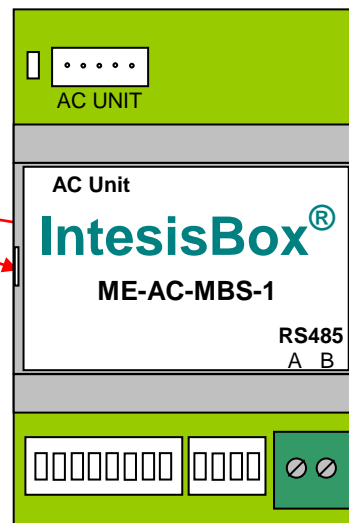 AC UNIT
AC Unit
IntesisBox®
ME-AC-MBS-1
RS485
A B